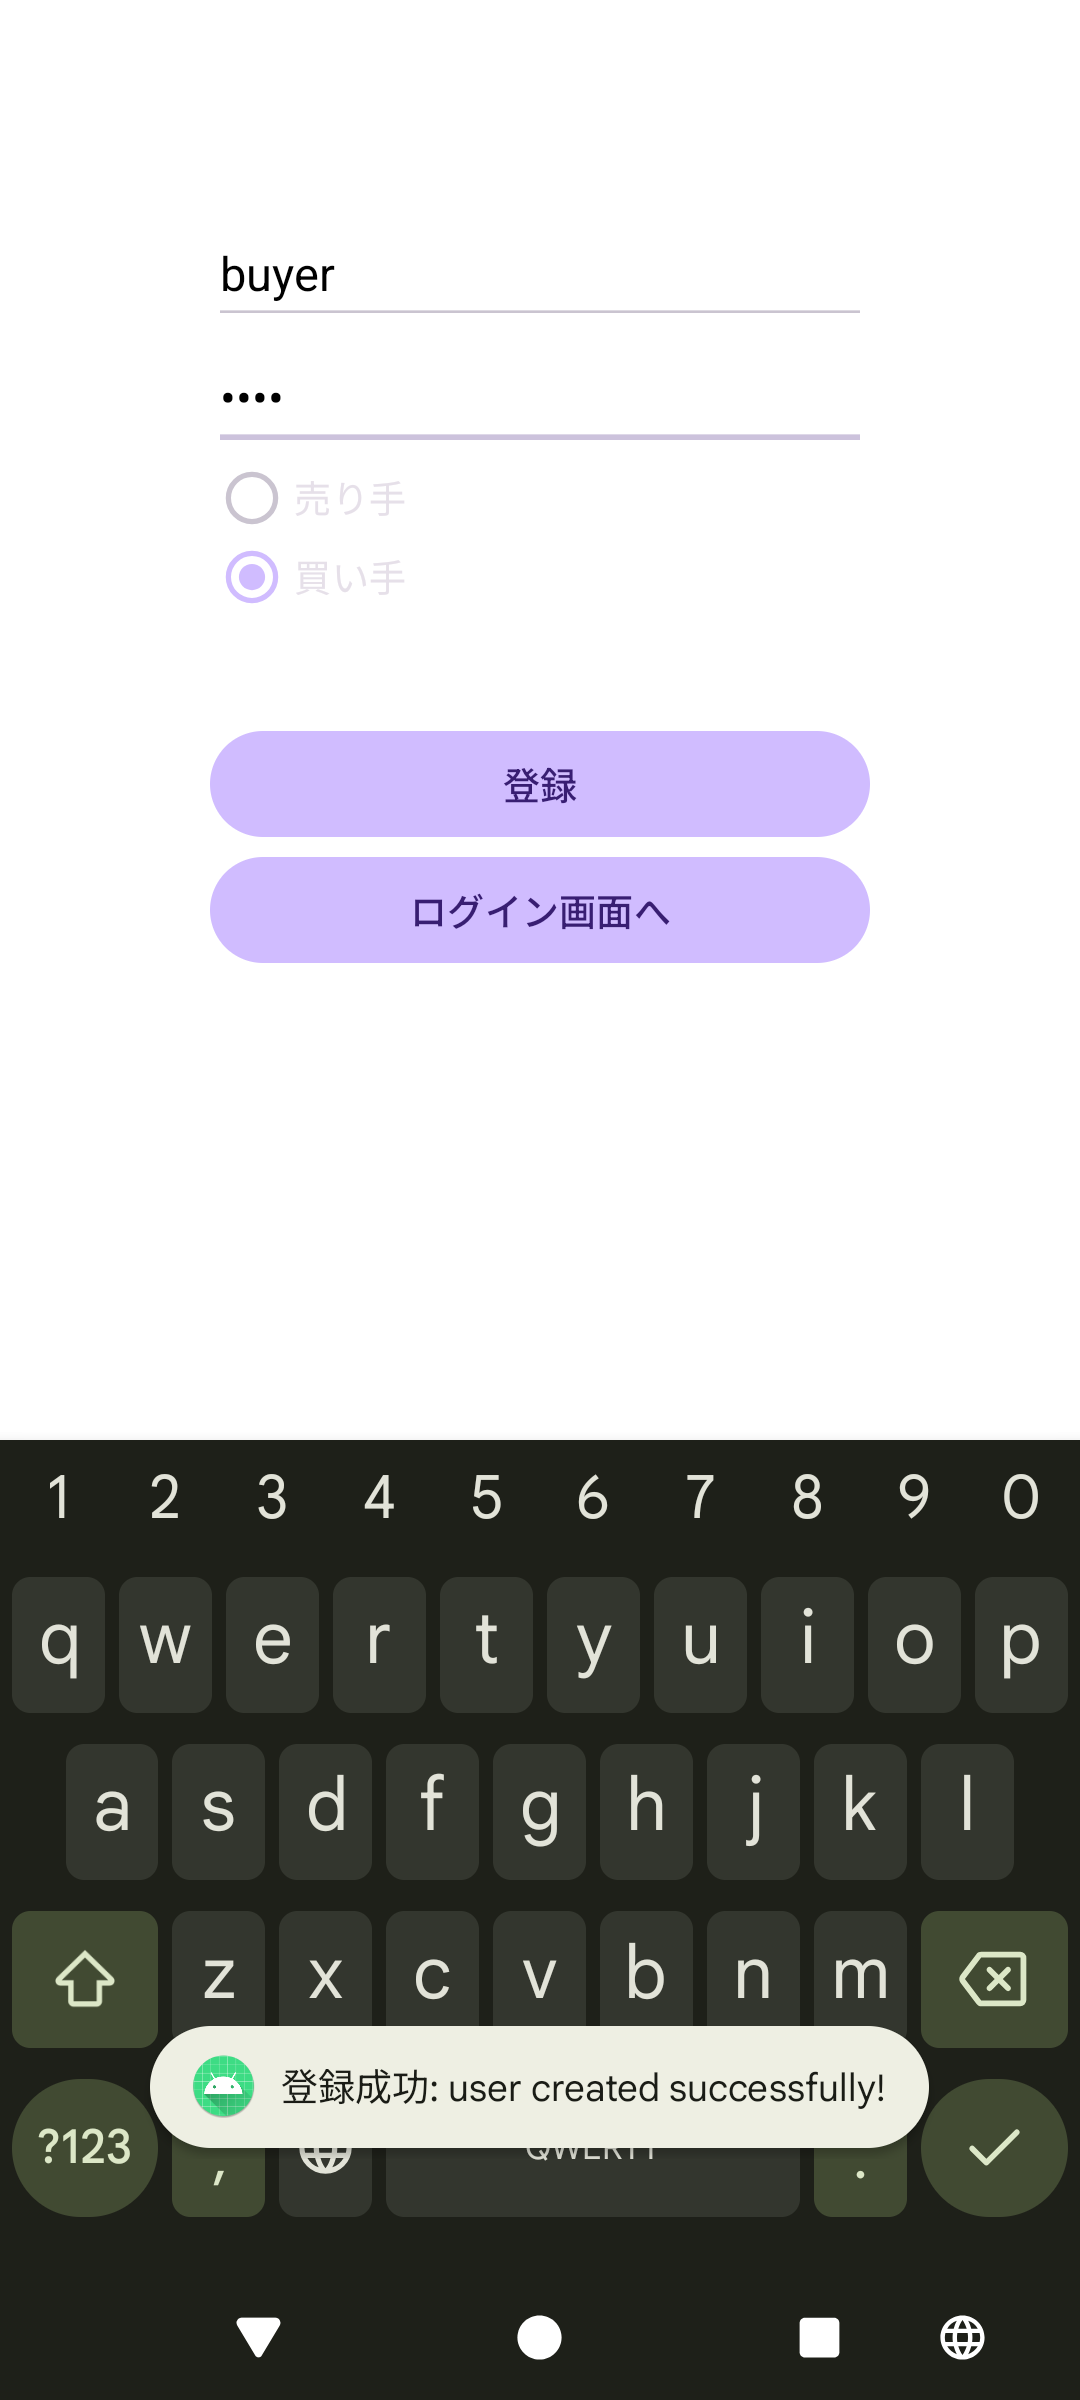 buyer
••••
売り手
買い手
登録
ログイン画面へ
1 2 3 4 5 6 7 8 9 0
q w e r t y u i o p
a s d f g h j k l
z x c v b n m
登録成功: user created successfully!
?123 , QWERTY .